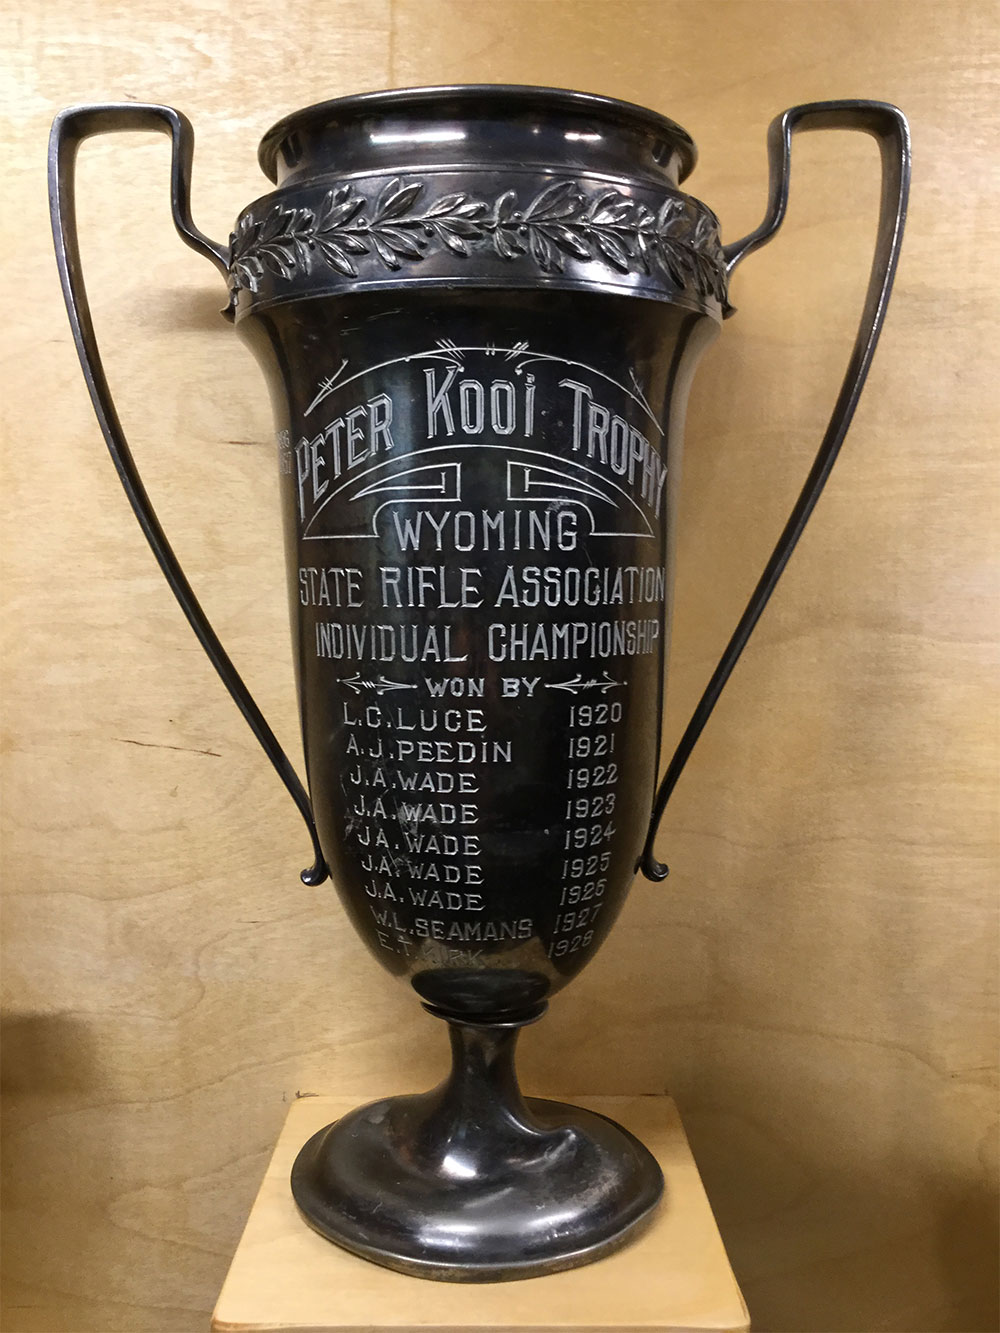 PETER KOOI TROPHY
WYOMING
STATE RIFLE ASSOCIATION
INDIVIDUAL CHAMPIONSHIP
WON BY
L.C. LUCE 1920
A.J. PEEDIN 1921
J.A. WADE 1922
J.A. WADE 1923
J.A. WADE 1924
J.A. WADE 1925
J.A. WADE 1926
W.L. SEAMANS 1927
E.T. KIRK 1928